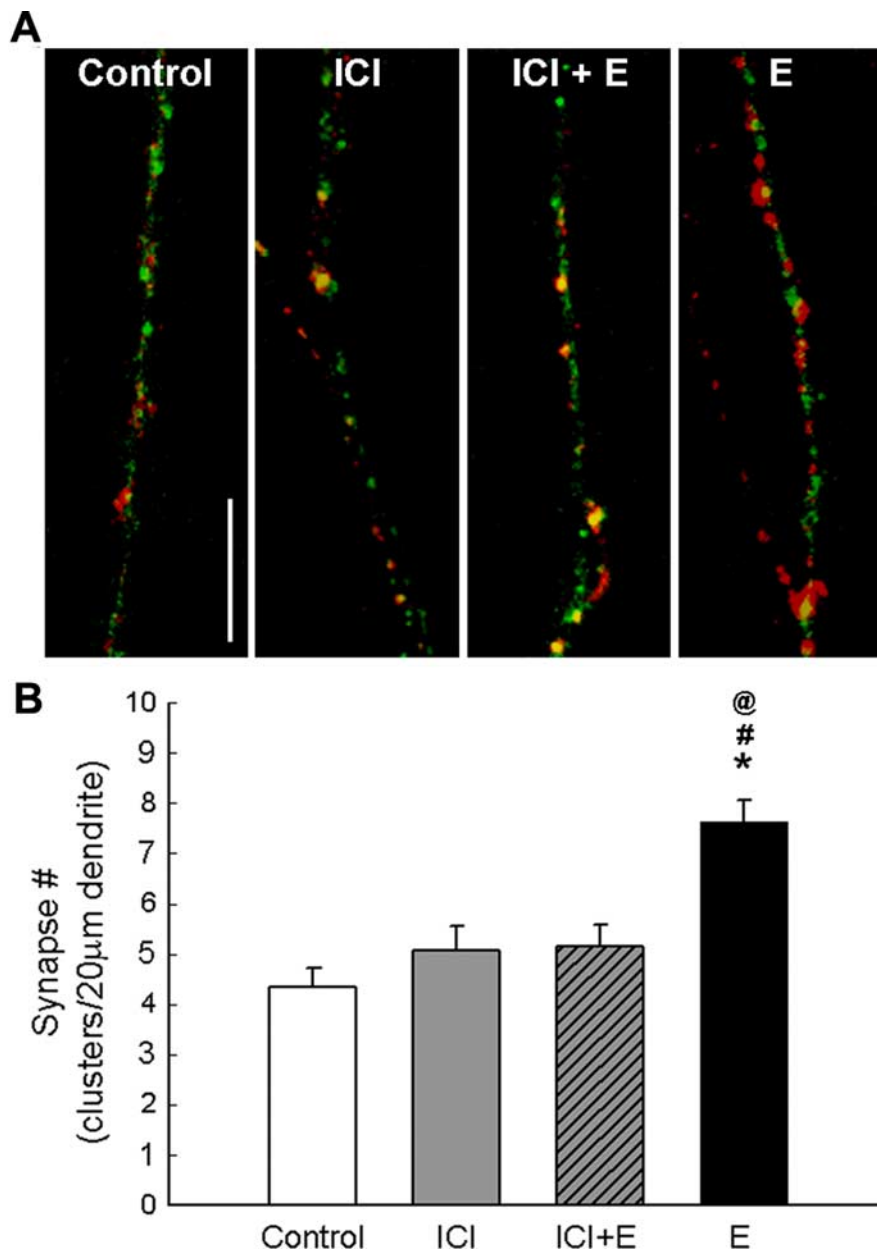 A
Control
ICI
ICI + E
E
B
Synapse #
(clusters/20μm dendrite)
10
9
8
7
6
5
4
3
2
1
0
@
#
*
Control
ICI
ICI+E
E